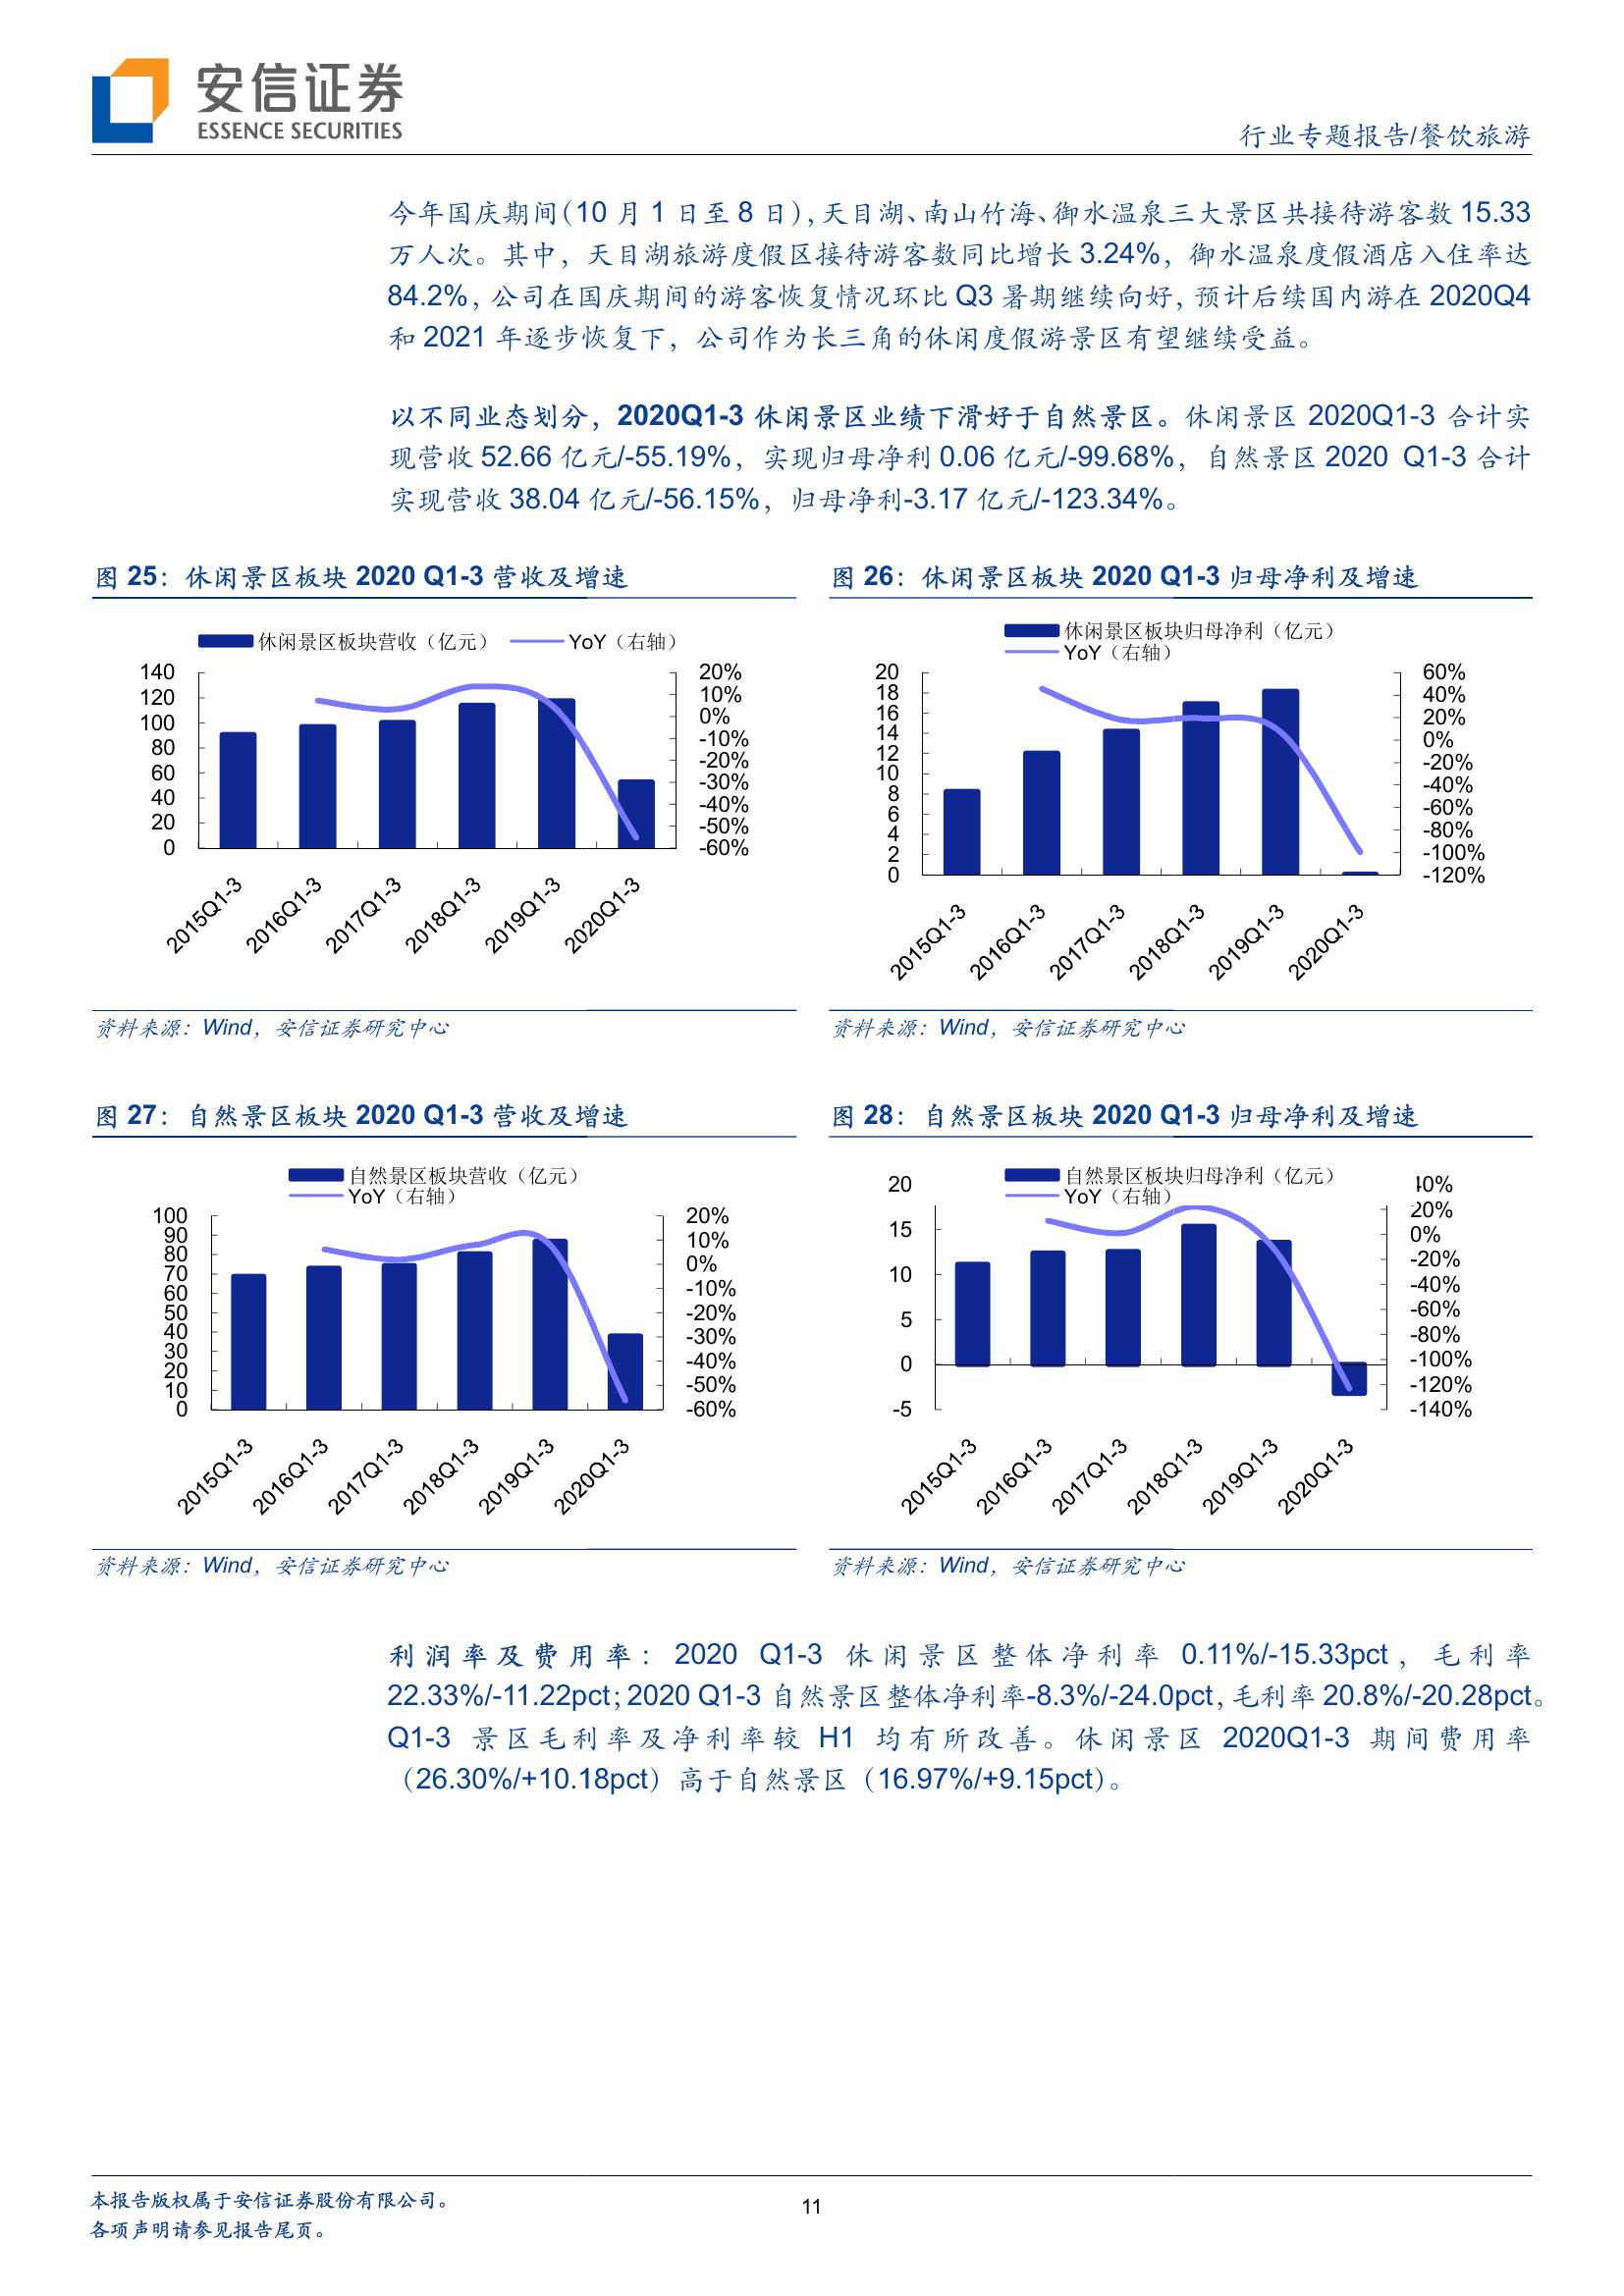 安信证券
ESSENCE SECURITIES
行业专题报告/餐饮旅游
今年国庆期间(10 月 1 日至 8 日),天目湖、南山竹海、御水温泉三大景区共接待游客数 15.33
万人次。其中，天目湖旅游度假区接待游客数同比增长 3.24%，御水温泉度假酒店入住率达
84.2%,公司在国庆期间的游客恢复情况环比 Q3 暑期继续向好,预计后续国内游在 2020Q4
和 2021 年逐步恢复下，公司作为长三角的休闲度假游景区有望继续受益。
以不同业态划分，2020Q1-3 休闲景区业绩下滑好于自然景区。休闲景区 2020Q1-3 合计实
现营收 52.66 亿元/-55.19%，实现归母净利 0.06 亿元/-99.68%，自然景区 2020 Q1-3 合计
实现营收 38.04 亿元/-56.15%，归母净利-3.17 亿元/-123.34%。
图 25：休闲景区板块 2020 Q1-3 营收及增速
休闲景区板块营收（亿元）
YoY（右轴）
140
120
100
80
60
40
20
0
20%
10%
0%
-10%
-20%
-30%
-40%
-50%
-60%
2015Q1-3
2016Q1-3
2017Q1-3
2018Q1-3
2019Q1-3
2020Q1-3
资料来源：Wind，安信证券研究中心
图 26：休闲景区板块 2020 Q1-3 归母净利及增速
休闲景区板块归母净利（亿元）
YoY（右轴）
20
18
16
14
12
10
8
6
4
2
0
60%
40%
20%
0%
-20%
-40%
-60%
-80%
-100%
-120%
2015Q1-3
2016Q1-3
2017Q1-3
2018Q1-3
2019Q1-3
2020Q1-3
资料来源：Wind，安信证券研究中心
图 27：自然景区板块 2020 Q1-3 营收及增速
自然景区板块营收（亿元）
YoY（右轴）
100
90
80
70
60
50
40
30
20
10
0
20%
10%
0%
-10%
-20%
-30%
-40%
-50%
-60%
2015Q1-3
2016Q1-3
2017Q1-3
2018Q1-3
2019Q1-3
2020Q1-3
资料来源：Wind，安信证券研究中心
图 28：自然景区板块 2020 Q1-3 归母净利及增速
自然景区板块归母净利（亿元）
YoY（右轴）
20
15
10
5
0
-5
40%
20%
0%
-20%
-40%
-60%
-80%
-100%
-120%
-140%
2015Q1-3
2016Q1-3
2017Q1-3
2018Q1-3
2019Q1-3
2020Q1-3
资料来源：Wind，安信证券研究中心
利润率及费用率：2020 Q1-3 休闲景区整体净利率 0.11%/-15.33pct，毛利率
22.33%/-11.22pct;2020 Q1-3 自然景区整体净利率-8.3%/-24.0pct,毛利率 20.8%/-20.28pct。
Q1-3 景区毛利率及净利率较 H1 均有所改善。休闲景区 2020Q1-3 期间费用率
（26.30%/+10.18pct）高于自然景区（16.97%/+9.15pct）。
本报告版权属于安信证券股份有限公司。
各项声明请参见报告尾页。
11